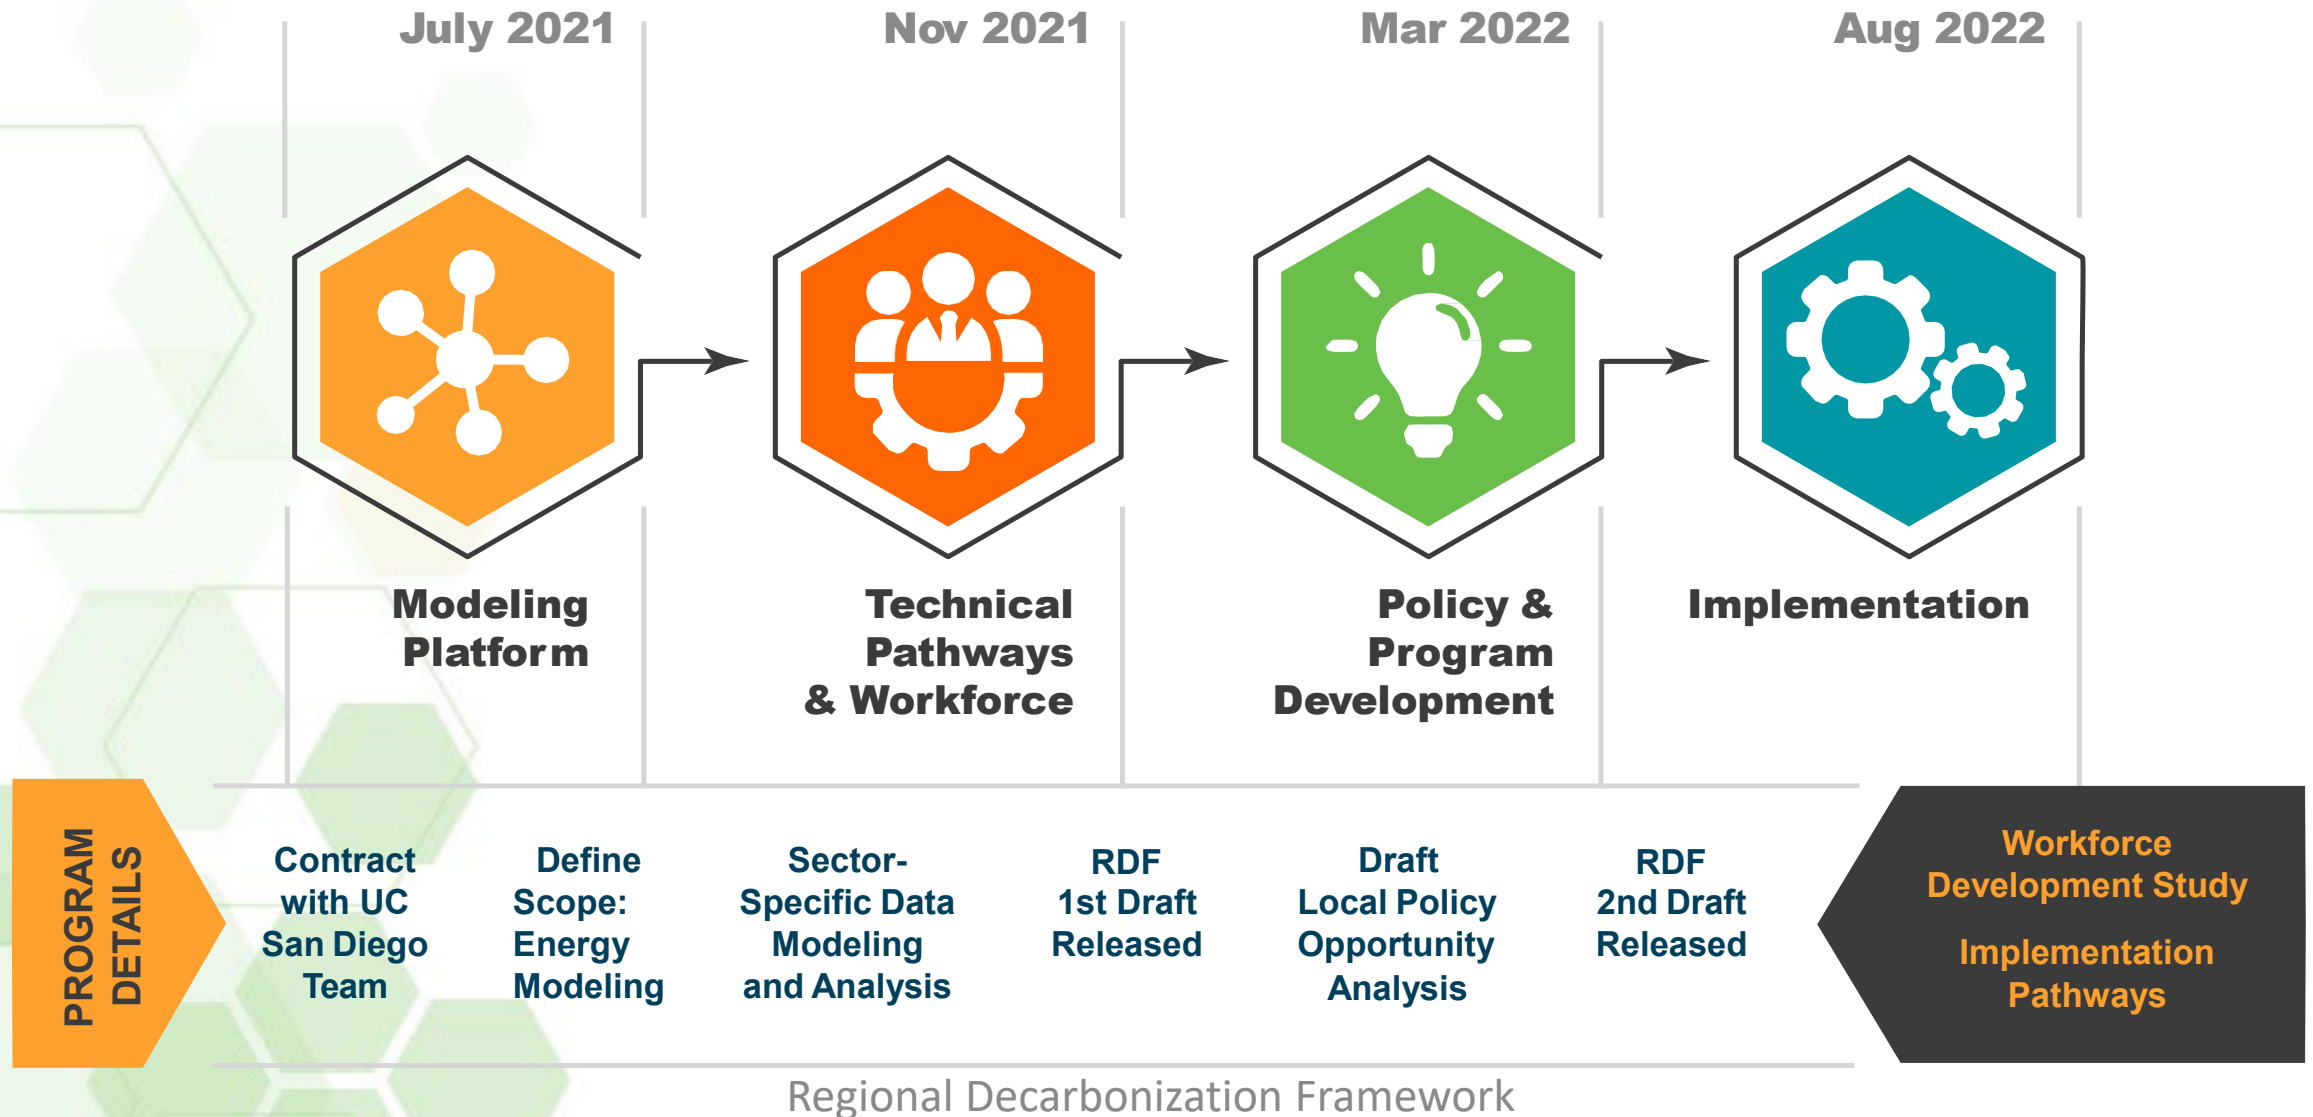 July 2021
Nov 2021
Mar 2022
Aug 2022
Modeling
Platform
Technical
Pathways
& Workforce
Policy &
Program
Development
Implementation
PROGRAM
DETAILS
Contract
with UC
San Diego
Team
Define
Scope:
Energy
Modeling
Sector-
Specific Data
Modeling
and Analysis
RDF
1st Draft
Released
Draft
Local Policy
Opportunity
Analysis
RDF
2nd Draft
Released
Workforce
Development Study
Implementation
Pathways
Regional Decarbonization Framework